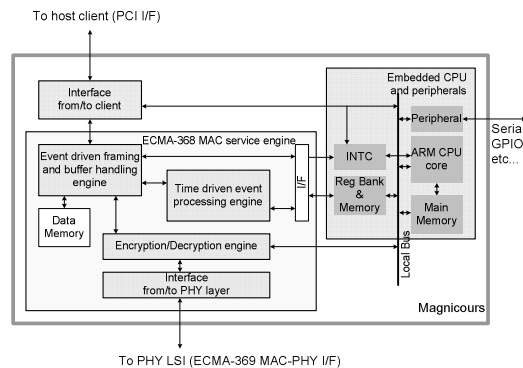 To host client (PCI I/F)
Interface
from/to client
Embedded CPU
and peripherals
Peripheral
Seria
GPIO
etc...
ECMA-368 MAC service engine
Event driven framing
and buffer handling
engine
I/F
INTC
ARM CPU
core
Time driven event
processing engine
Reg Bank
&
Memory
Data
Memory
Main
Memory
Encryption/Decryption engine
Local Bus
Interface
from/to PHY layer
Magnicours
To PHY LSI (ECMA-369 MAC-PHY I/F)